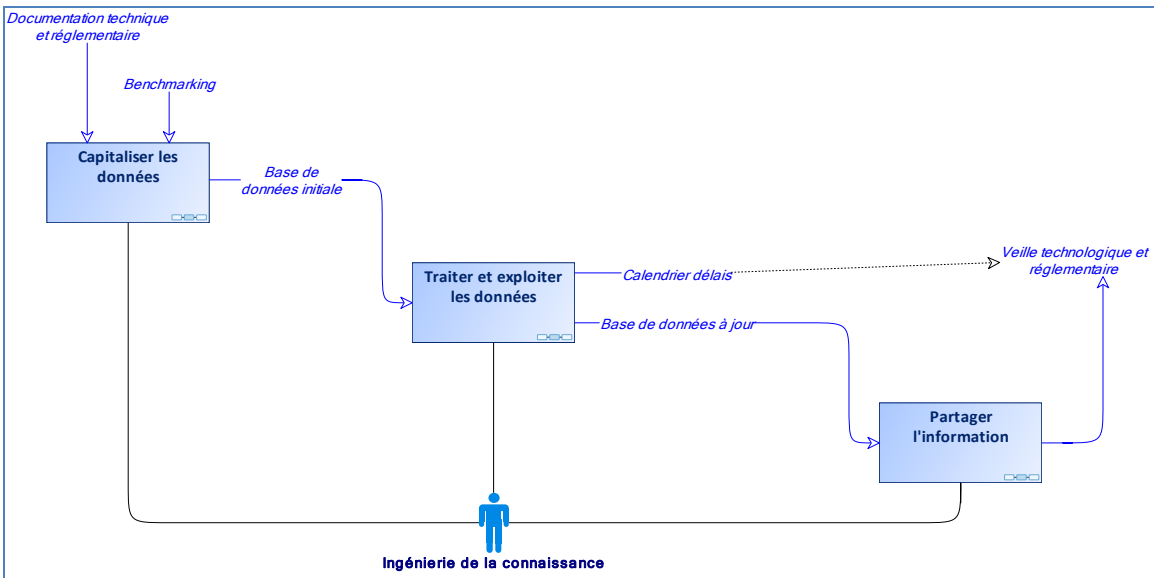 Documentation technique
et réglementaire
Benchmarking
Capitaliser les
données
Base de
données initiale
Traiter et exploiter
les données
Calendrier délais
Veille technologique et
réglementaire
Base de données à jour
Partager
l'information
Ingénierie de la connaissance